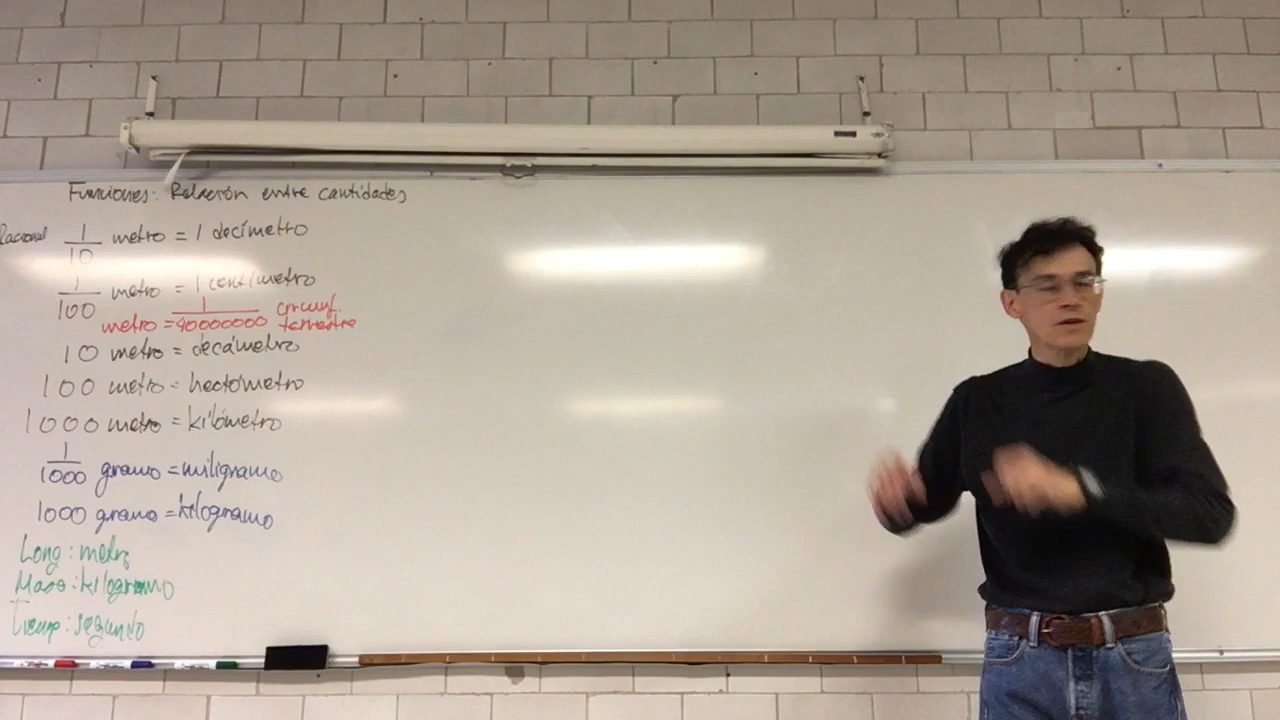 Funciones: Relación entre cantidades
Racional 1/10 metro = 1 decímetro
1/100 metro = 1 centímetro
metro = 1/40000000 circunf. terrestre
10 metro = decámetro
100 metro = hectómetro
1000 metro = kilómetro
1/1000 gramo = miligramo
1000 gramo = kilogramo
Long: metro
Masa: kilogramo
Tiemp: segundo